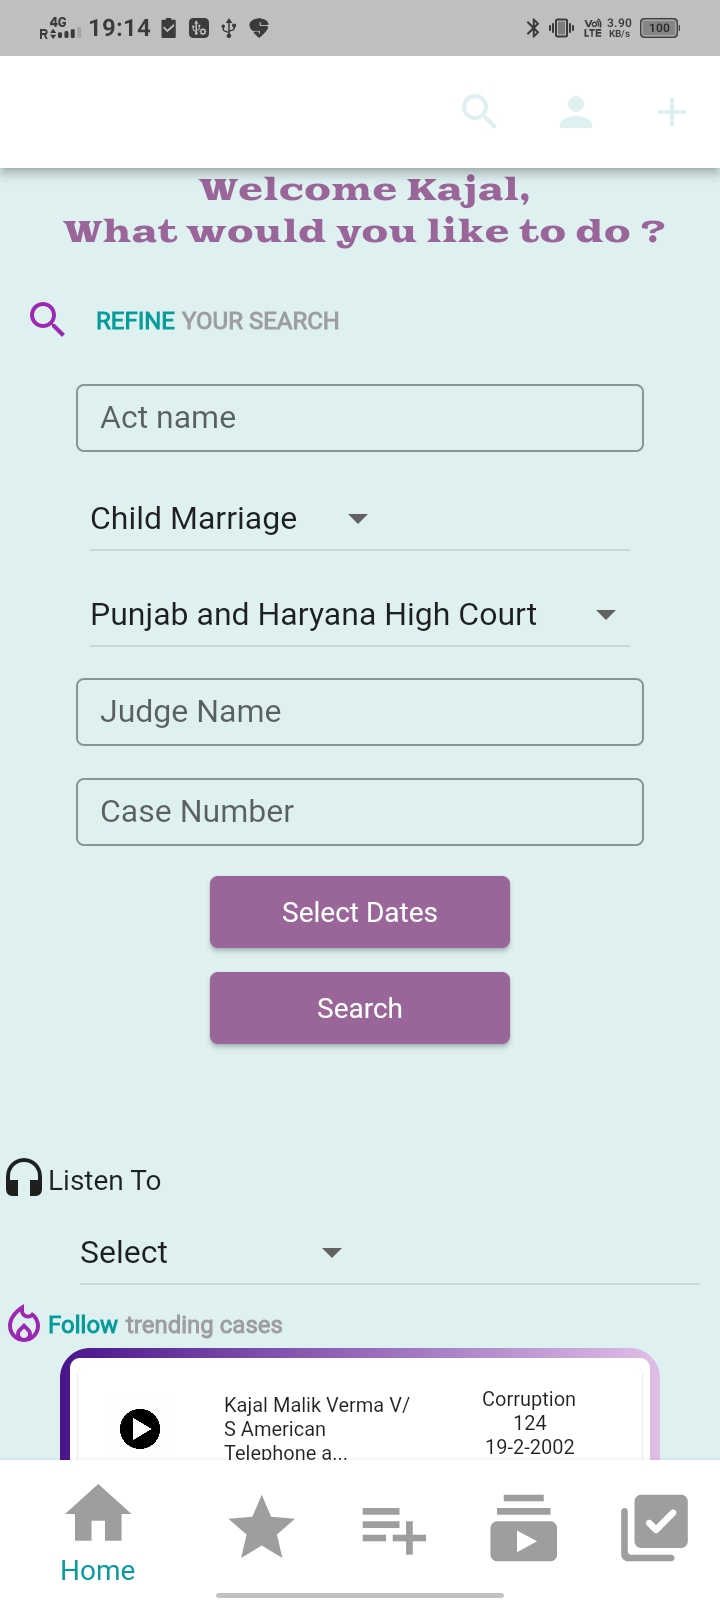 4G
R
19:14
Vo)
LTE
3.90
KB/s
100
Welcome Kajal,
What would you like to do ?
REFINE YOUR SEARCH
Act name
Child Marriage
Punjab and Haryana High Court
Judge Name
Case Number
Select Dates
Search
Listen To
Select
Follow trending cases
Kajal Malik Verma V/
S American
Telephone a...
Corruption
124
19-2-2002
Home